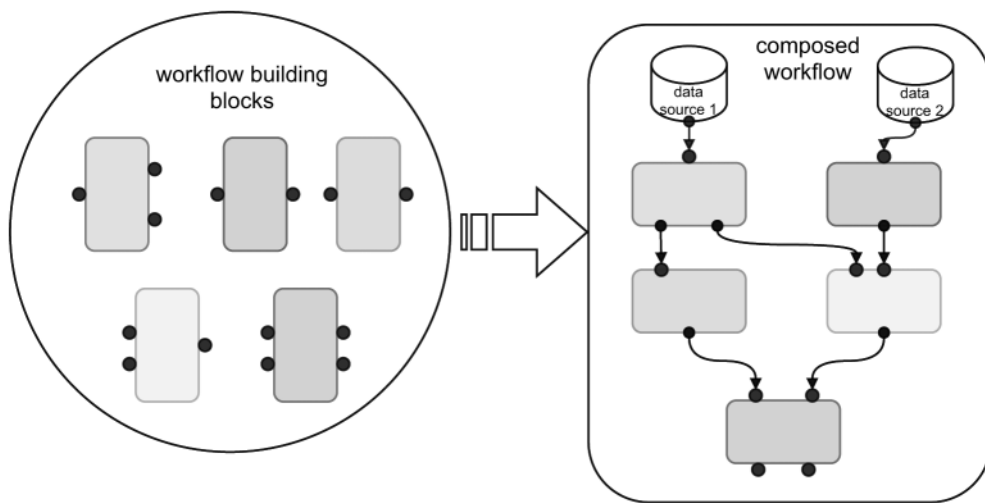 workflow building
blocks
composed
workflow
data
source 1
data
source 2